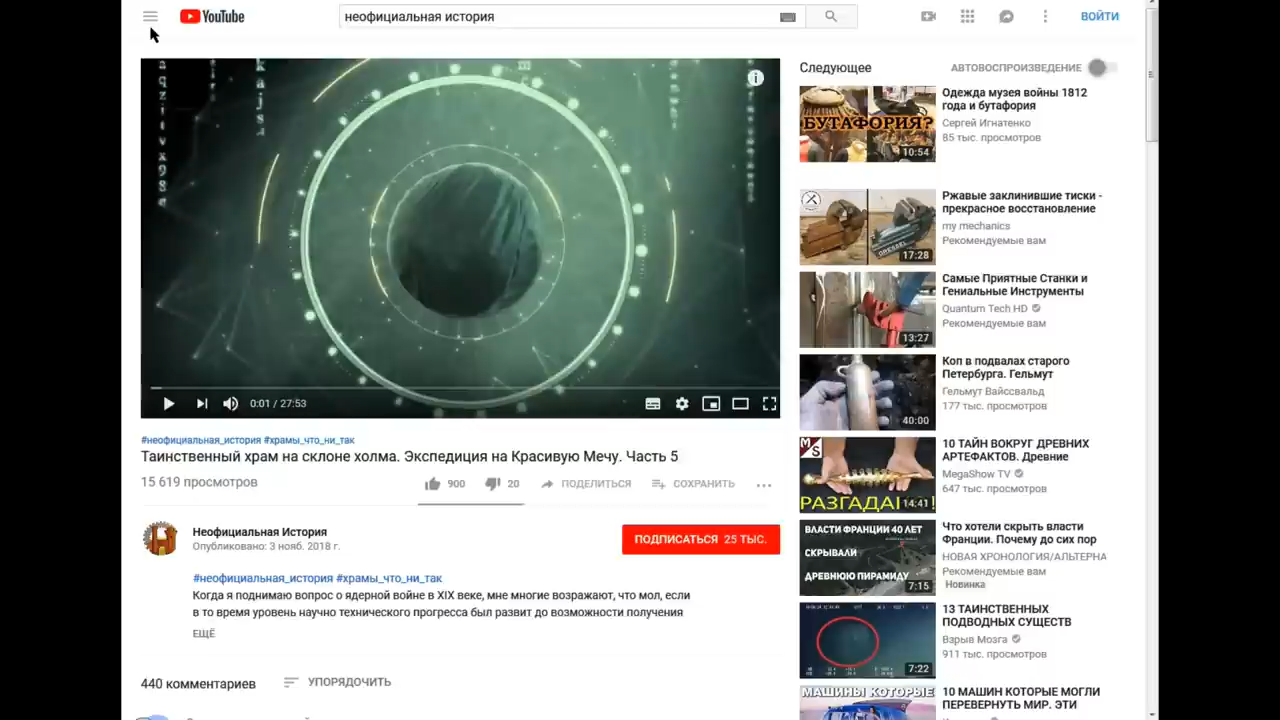 YouTube
неофициальная история
ВОЙТИ
i
0:01 / 27:53
#неофициальная_история #храмы_что_ни_так
Таинственный храм на склоне холма. Экспедиция на Красивую Мечу. Часть 5
15 619 просмотров
900
20
ПОДЕЛИТЬСЯ
СОХРАНИТЬ
Неофициальная История
Опубликовано: 3 нояб. 2018 г.
ПОДПИСАТЬСЯ 25 ТЫС.
#неофициальная_история #храмы_что_ни_так
Когда я поднимаю вопрос о ядерной войне в XIX веке, мне многие возражают, что мол, если
в то время уровень научно технического прогресса был развит до возможности получения
ЕЩЁ
440 комментариев
УПОРЯДОЧИТЬ
Следующее
АВТОВОСПРОИЗВЕДЕНИЕ
БУТАФОРИЯ?
10:54
Одежда музея войны 1812
года и бутафория
Сергей Игнатенко
85 тыс. просмотров
17:28
Ржавые заклинившие тиски -
прекрасное восстановление
my mechanics
Рекомендуемые вам
13:27
Самые Приятные Станки и
Гениальные Инструменты
Quantum Tech HD
Рекомендуемые вам
40:00
Коп в подвалах старого
Петербурга. Гельмут
Гельмут Вайссвальд
177 тыс. просмотров
M S
14:41
10 ТАЙН ВОКРУГ ДРЕВНИХ
АРТЕФАКТОВ. Древние
MegaShow TV
647 тыс. просмотров
ВЛАСТИ ФРАНЦИИ 40 ЛЕТ
СКРЫВАЛИ
ДРЕВНЮЮ ПИРАМИДУ
7:15
Что хотели скрыть власти
Франции. Почему до сих пор
НОВАЯ ХРОНОЛОГИЯ/АЛЬТЕРНА
Рекомендуемые вам
Новинка
7:22
13 ТАИНСТВЕННЫХ
ПОДВОДНЫХ СУЩЕСТВ
Взрыв Мозга
911 тыс. просмотров
МАШИНЫ КОТОРЫЕ
10 МАШИН КОТОРЫЕ МОГЛИ
ПЕРЕВЕРНУТЬ МИР. ЭТИ